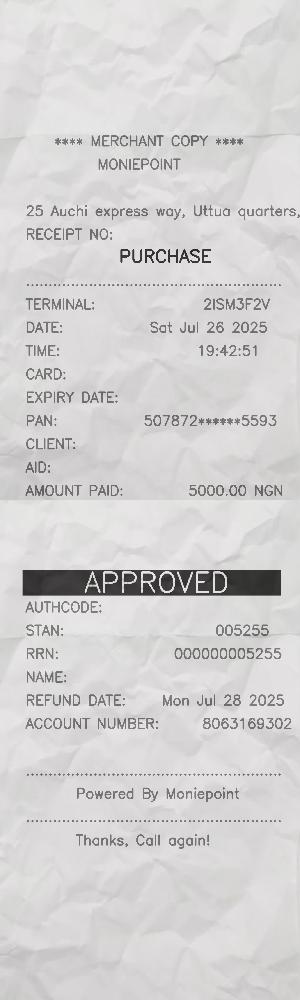 **** MERCHANT COPY ****
MONIEPOINT
25 Auchi express way, Uttua quarters,
RECEIPT NO:
PURCHASE
TERMINAL: 2ISM3F2V
DATE: Sat Jul 26 2025
TIME: 19:42:51
CARD:
EXPIRY DATE:
PAN: 507872******5593
CLIENT:
AID:
AMOUNT PAID: 5000.00 NGN
APPROVED
AUTHCODE:
STAN: 005255
RRN: 000000005255
NAME:
REFUND DATE: Mon Jul 28 2025
ACCOUNT NUMBER: 8063169302
Powered By Moniepoint
Thanks, Call again!